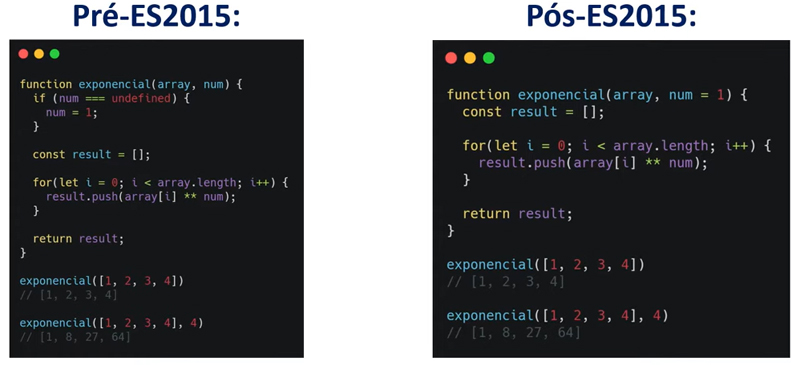 Pré-ES2015:
function exponencial(array, num) {
  if (num === undefined) {
    num = 1;
  }

  const result = [];

  for(let i = 0; i < array.length; i++) {
    result.push(array[i] ** num);
  }

  return result;
}

exponencial([1, 2, 3, 4])
// [1, 2, 3, 4]

exponencial([1, 2, 3, 4], 4)
// [1, 8, 27, 64]

Pós-ES2015:
function exponencial(array, num = 1) {
  const result = [];

  for(let i = 0; i < array.length; i++) {
    result.push(array[i] ** num);
  }

  return result;
}

exponencial([1, 2, 3, 4])
// [1, 2, 3, 4]

exponencial([1, 2, 3, 4], 4)
// [1, 8, 27, 64]